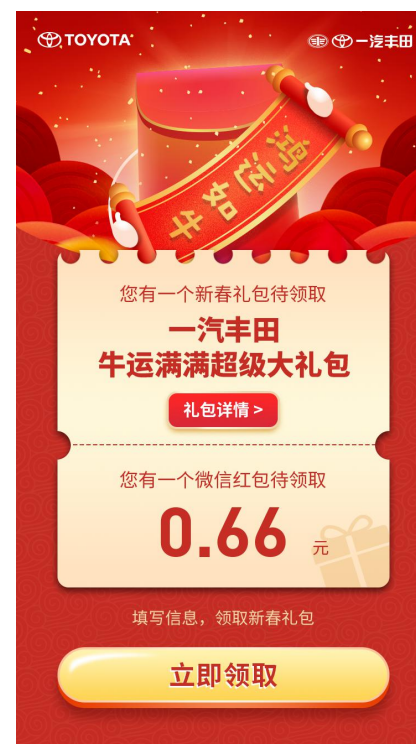 TOYOTA 一汽丰田
鸿运如牛
您有一个新春礼包待领取
一汽丰田
牛运满满超级大礼包
礼包详情 >
您有一个微信红包待领取
0.66 元
填写信息，领取新春礼包
立即领取